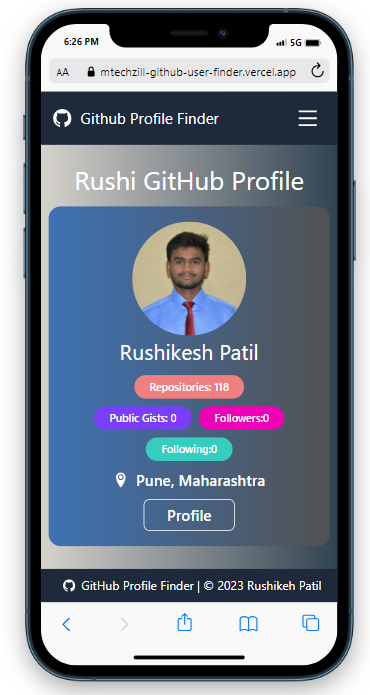 6:26 PM 5G
AA mtechzill-github-user-finder.vercel.app
Github Profile Finder
Rushi GitHub Profile
Rushikesh Patil
Repositories: 118
Public Gists: 0 Followers:0
Following:0
Pune, Maharashtra
Profile
GitHub Profile Finder | © 2023 Rushikeh Patil